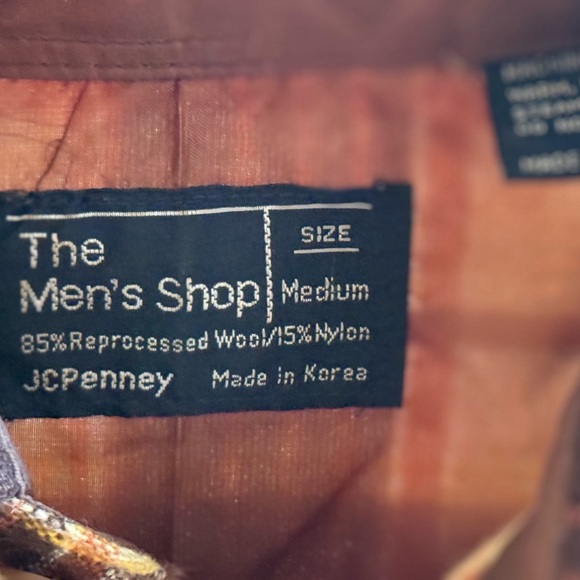 The
Men's Shop
SIZE
Medium
85% Reprocessed Wool/15% Nylon
JCPenney
Made in Korea